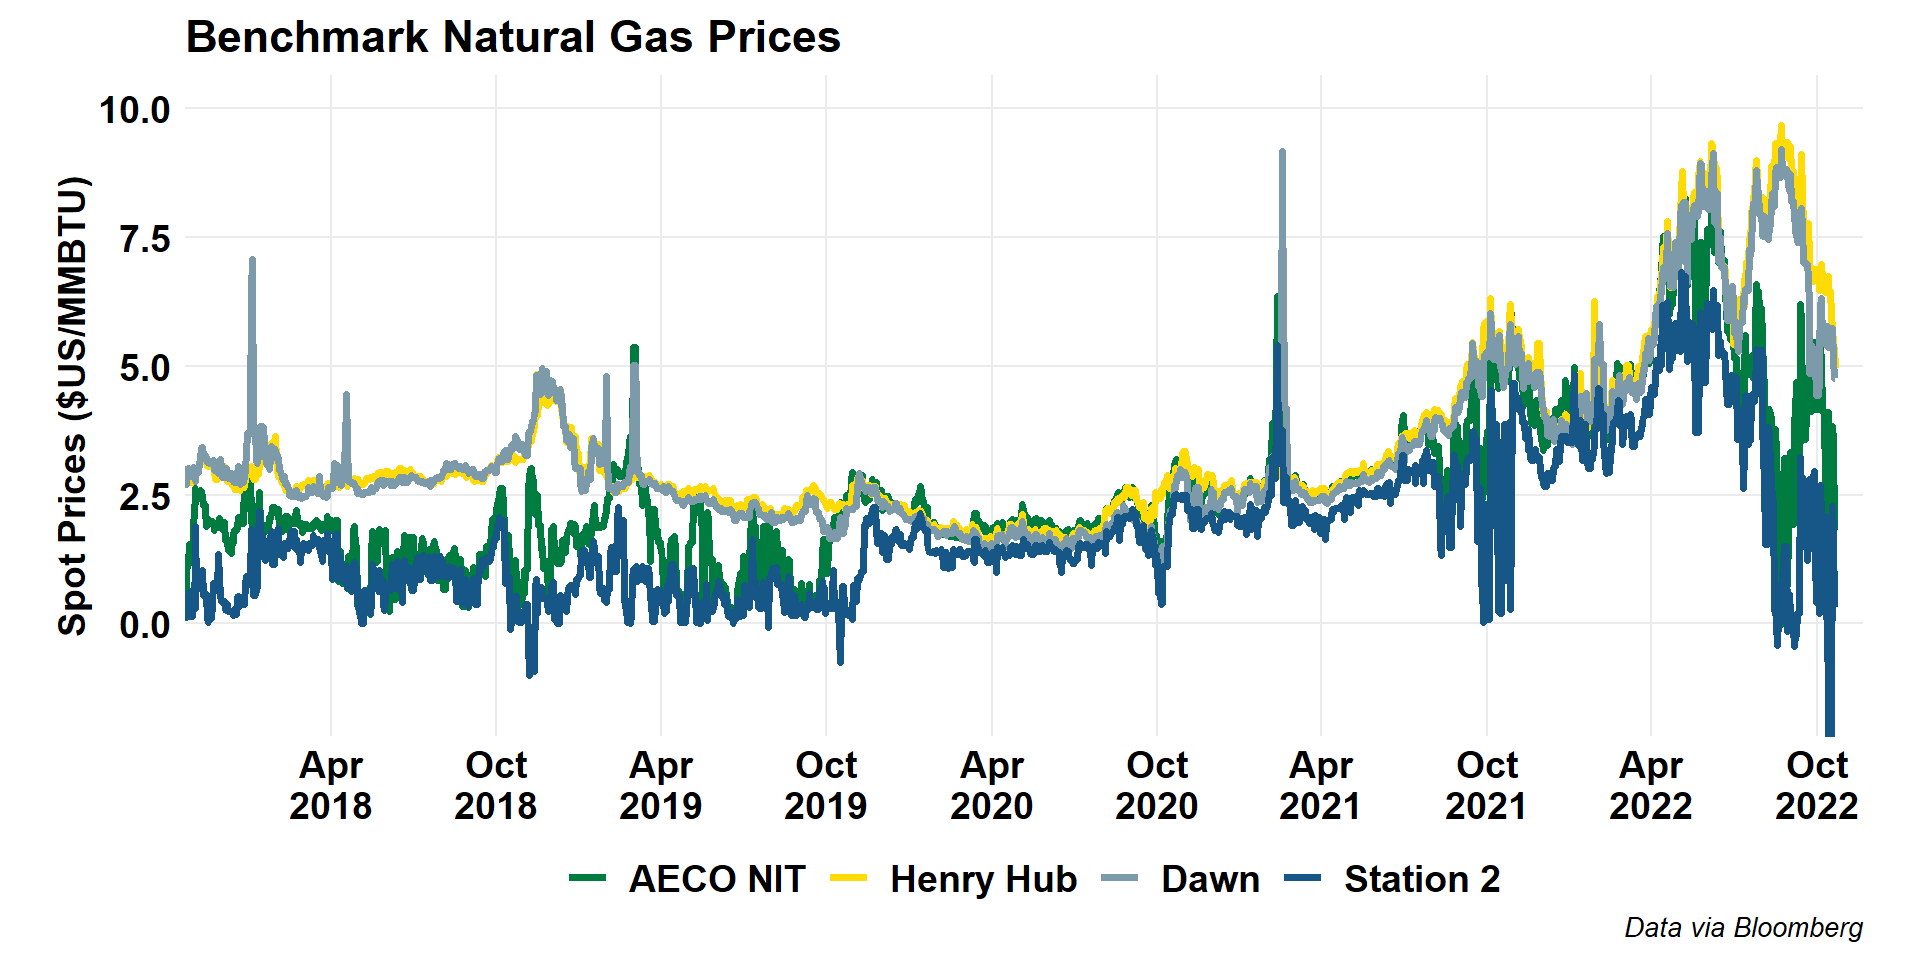 Benchmark Natural Gas Prices
Spot Prices ($US/MMBTU)
10.0
7.5
5.0
2.5
0.0
Apr 2018
Oct 2018
Apr 2019
Oct 2019
Apr 2020
Oct 2020
Apr 2021
Oct 2021
Apr 2022
Oct 2022
AECO NIT Henry Hub Dawn Station 2
Data via Bloomberg